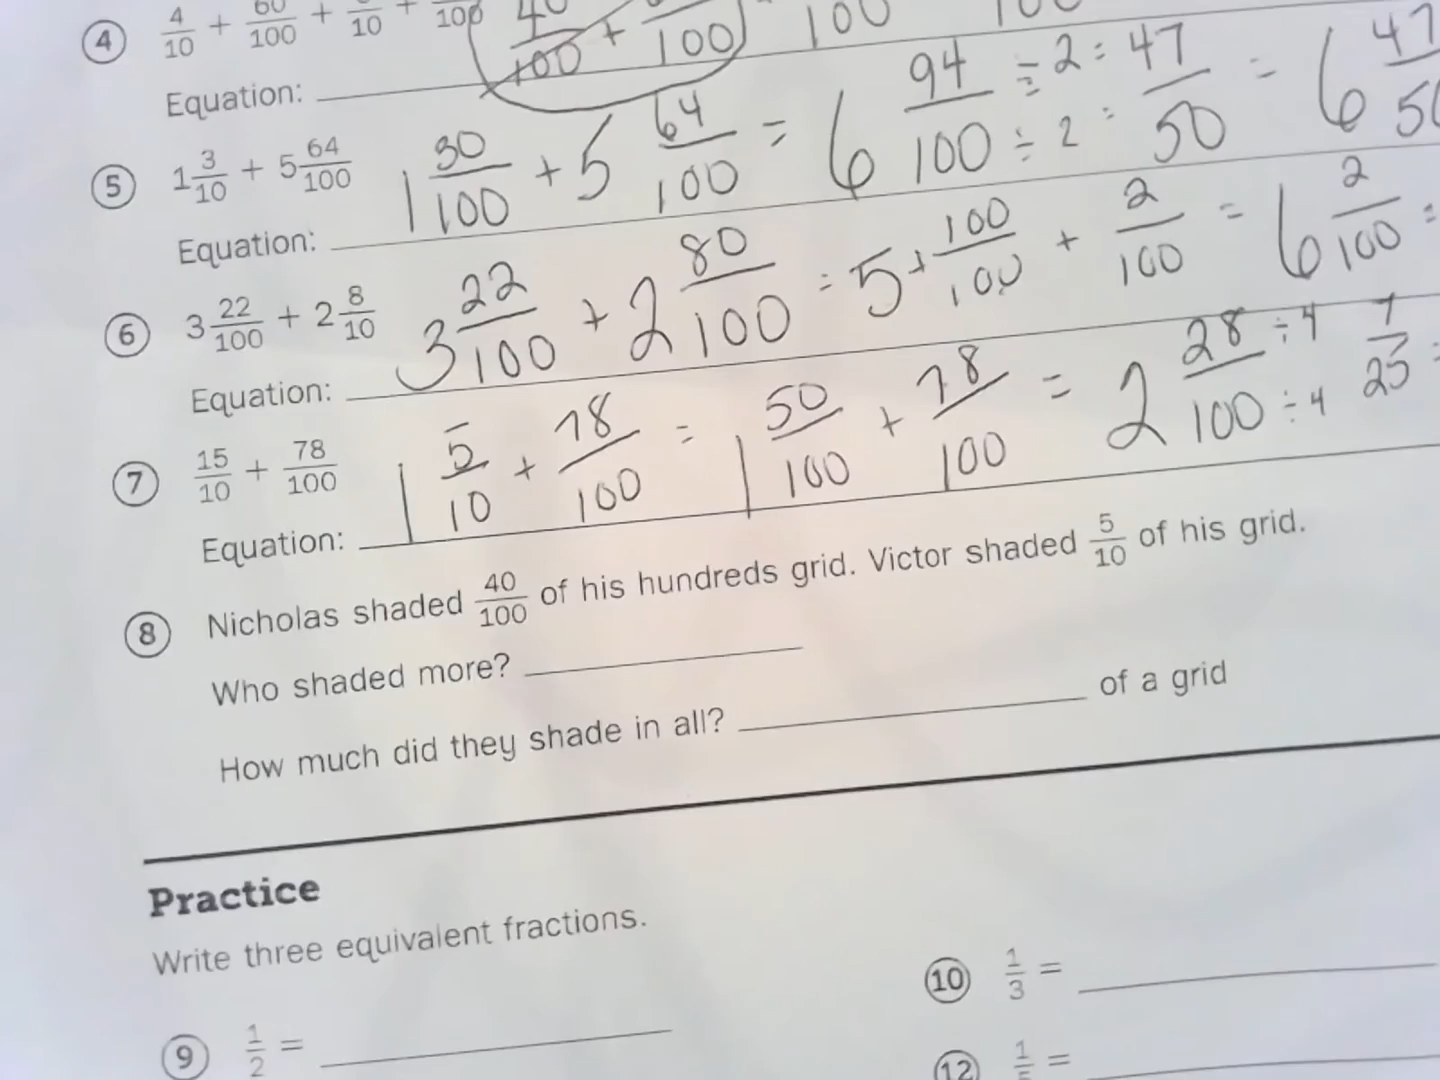 ④ 4/10 + 60/100 + /10 + /100 40/100 + /100 100
Equation:
⑤ 1 3/10 + 5 64/100 1 30/100 + 5 64/100 = 6 94/100 ÷ 2 = 47 ÷ 2 = 50 = 6 47/50
Equation:
⑥ 3 22/100 + 2 8/10 3 22/100 + 2 80/100 = 5 + 100/100 + 2/100 = 6 2/100 =
Equation:
⑦ 15/10 + 78/100 1 5/10 + 78/100 = 1 50/100 + 78/100 = 2 28/100 ÷ 4 ÷ 4 7/25 =
Equation:
⑧ Nicholas shaded 40/100 of his hundreds grid. Victor shaded 5/10 of his grid.
Who shaded more?
How much did they shade in all? of a grid
Practice
Write three equivalent fractions.
⑨ 1/2 =
⑩ 1/3 =
⑫ 1/5 =